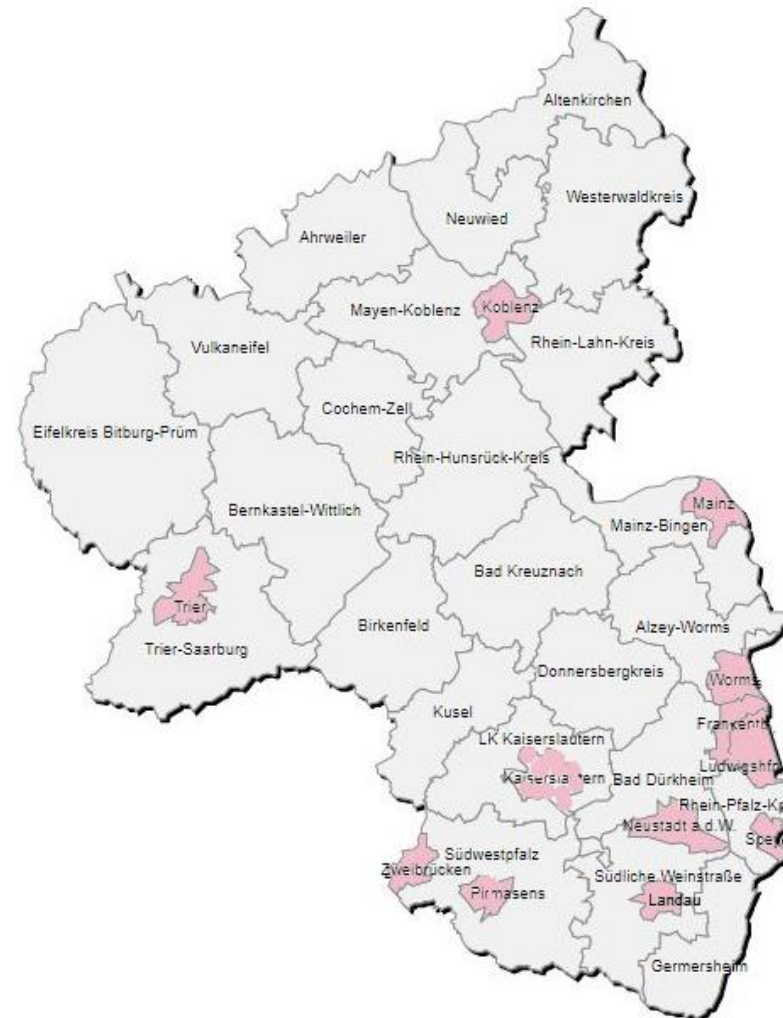 Altenkirchen
Westerwaldkreis
Neuwied
Ahrweiler
Mayen-Koblenz
Koblenz
Rhein-Lahn-Kreis
Vulkaneifel
Cochem-Zell
Eifelkreis Bitburg-Prüm
Rhein-Hunsrück-Kreis
Bernkastel-Wittlich
Mainz
Mainz-Bingen
Bad Kreuznach
Trier
Birkenfeld
Alzey-Worms
Trier-Saarburg
Donnersbergkreis
Worms
Kusel
LK Kaiserslautern
Bad Dürkheim
Neustadt a.d.W.
Südwestpfalz
Zweibrücken
Südliche Weinstraße
Pirmasens
Landau
Germersheim